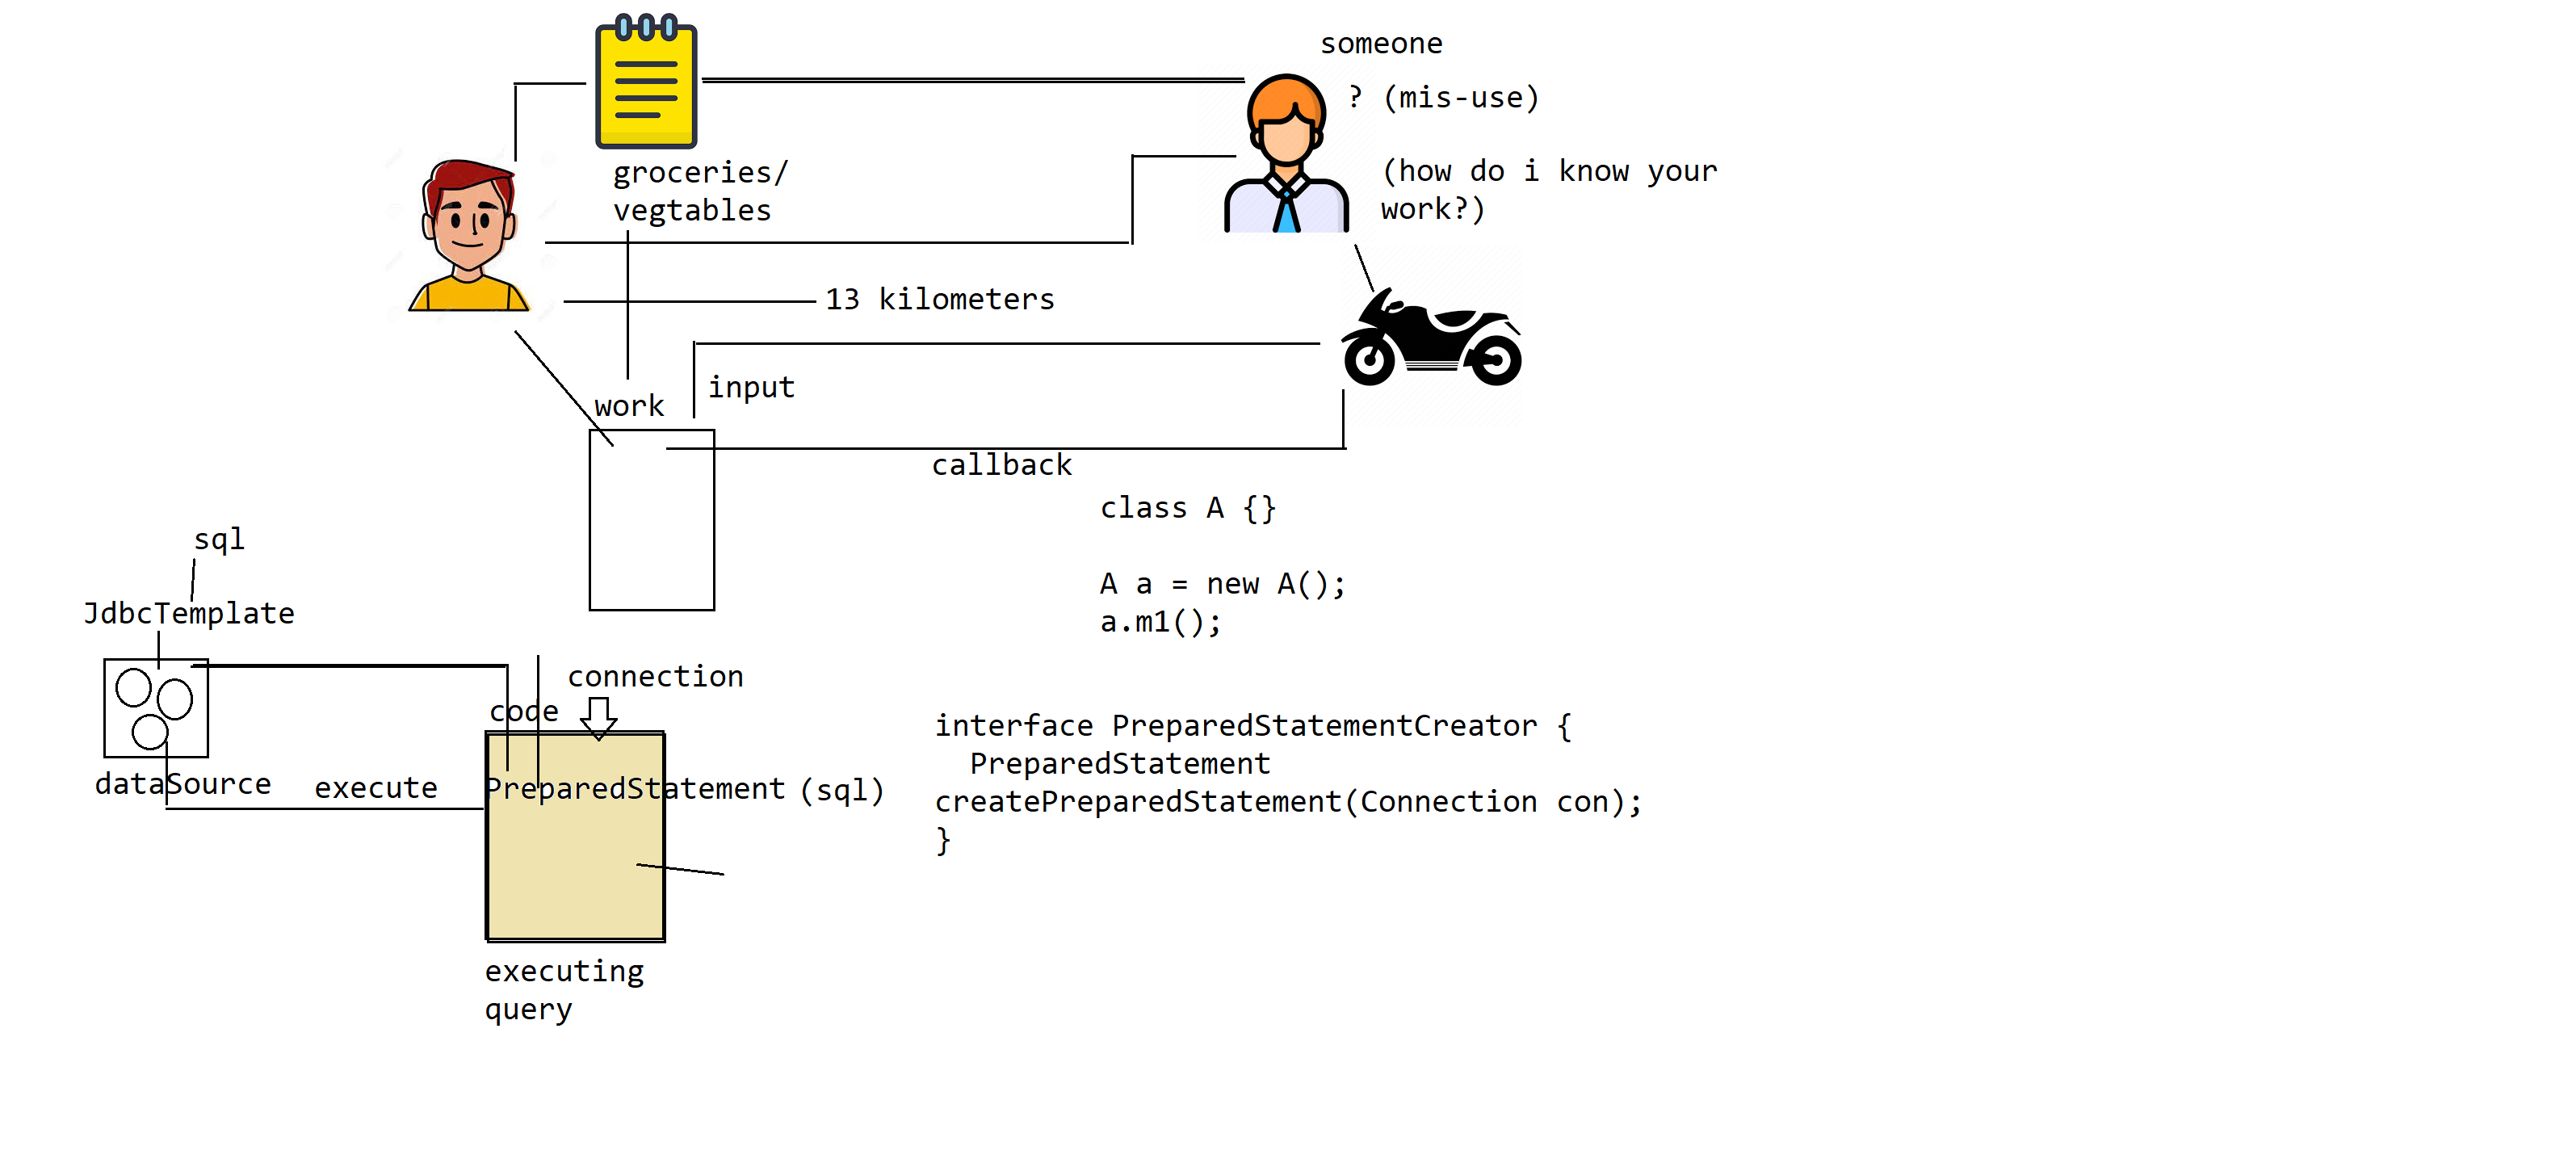 someone
? (mis-use)
(how do i know your
work?)
groceries/
vegtables
13 kilometers
input
work
callback
class A {}
A a = new A();
a.m1();
sql
JdbcTemplate
dataSource
execute
connection
code
PreparedStatement (sql)
executing
query
interface PreparedStatementCreator {
  PreparedStatement
createPreparedStatement(Connection con);
}